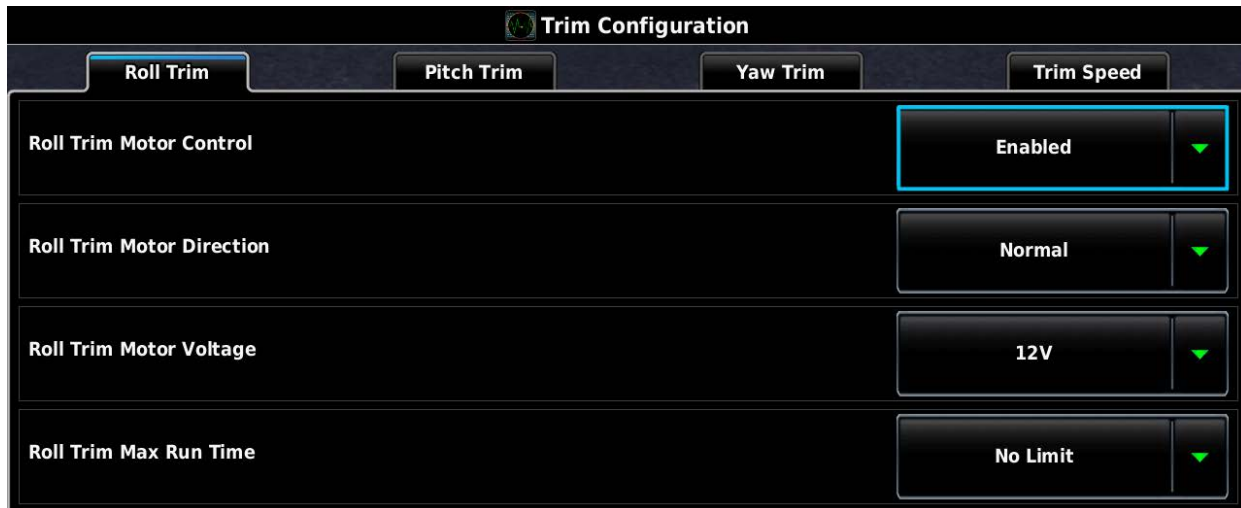 Trim Configuration
Roll Trim Pitch Trim Yaw Trim Trim Speed
Roll Trim Motor Control Enabled
Roll Trim Motor Direction Normal
Roll Trim Motor Voltage 12V
Roll Trim Max Run Time No Limit